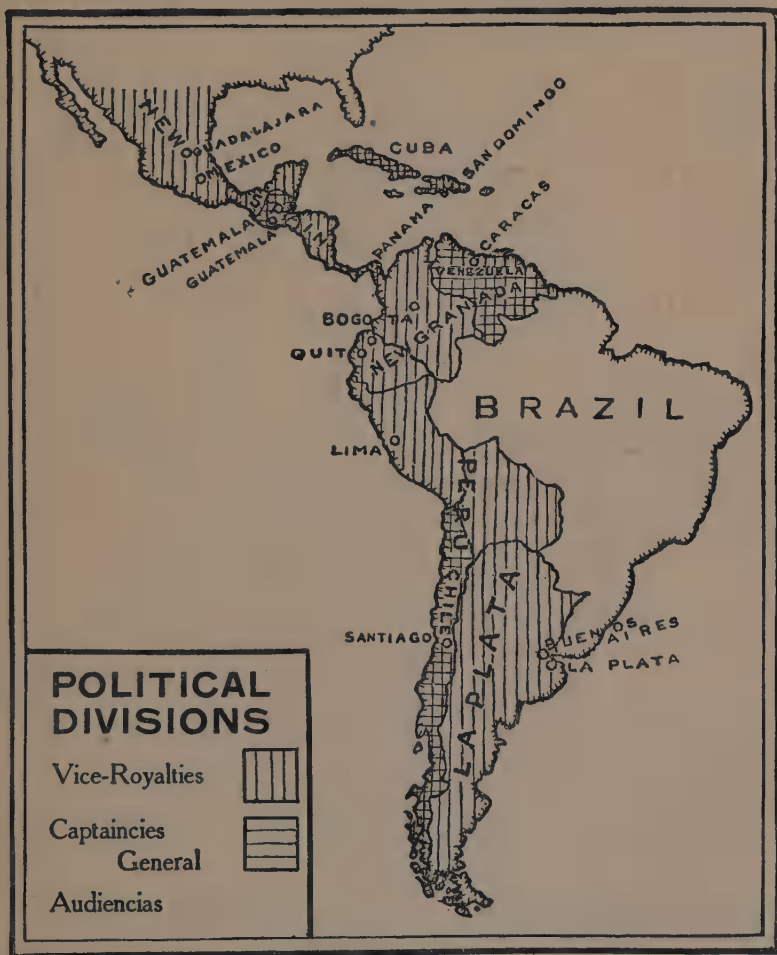 NEW
SPAIN
GUADALAJARA
MEXICO
CUBA
SAN DOMINGO
GUATEMALA
GUATEMALA
PANAMA
CARACAS
VENEZUELA
BOGOTA
NEW GRANADA
QUITO
BRAZIL
LIMA
PERU
CHILE
SANTIAGO
LA PLATA
BUENOS
AIRES
LA PLATA
POLITICAL
DIVISIONS
Vice-Royalties
Captaincies
General
Audiencias